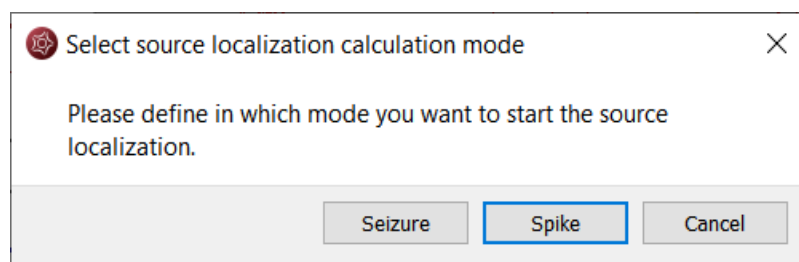 Select source localization calculation mode
Please define in which mode you want to start the source
localization.
Seizure Spike Cancel